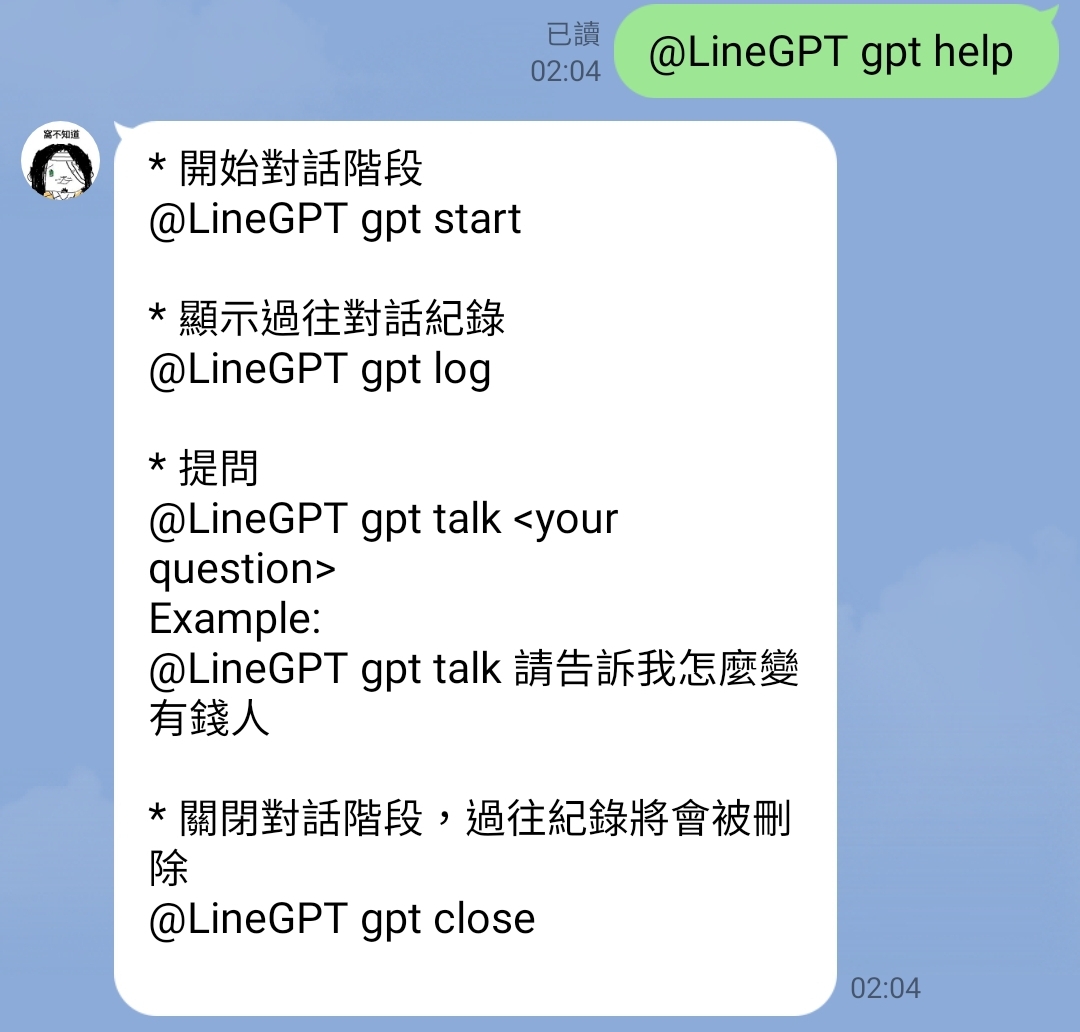 已讀
02:04
@LineGPT gpt help
窩不知道
* 開始對話階段
@LineGPT gpt start
* 顯示過往對話紀錄
@LineGPT gpt log
* 提問
@LineGPT gpt talk <your
question>
Example:
@LineGPT gpt talk 請告訴我怎麼變
有錢人
* 關閉對話階段，過往紀錄將會被刪
除
@LineGPT gpt close
02:04